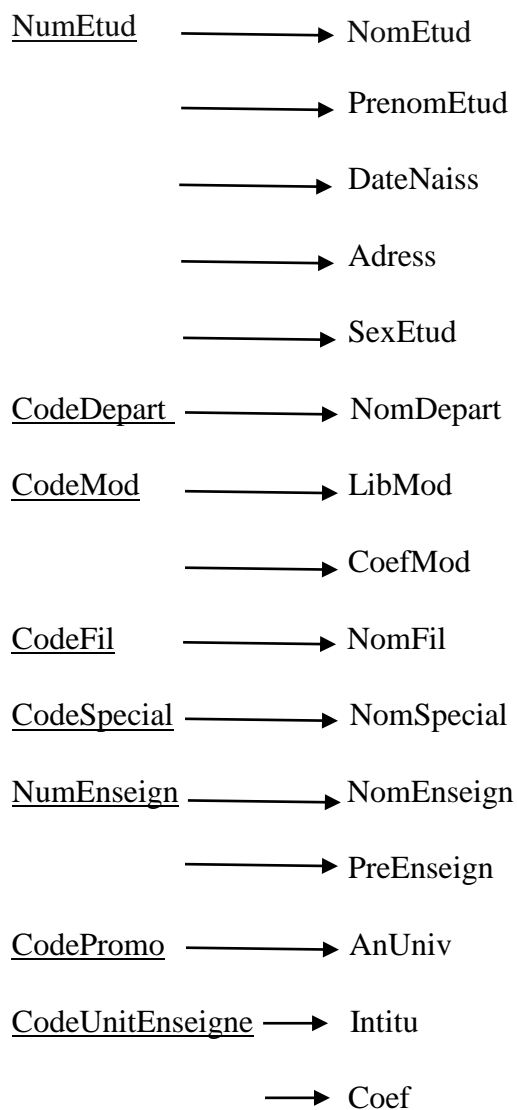 NumEtud NomEtud
PrenomEtud
DateNaiss
Adress
SexEtud
CodeDepart NomDepart
CodeMod LibMod
CoefMod
CodeFil NomFil
CodeSpecial NomSpecial
NumEnseign NomEnseign
PreEnseign
CodePromo AnUniv
CodeUnitEnseigne Intitu
Coef